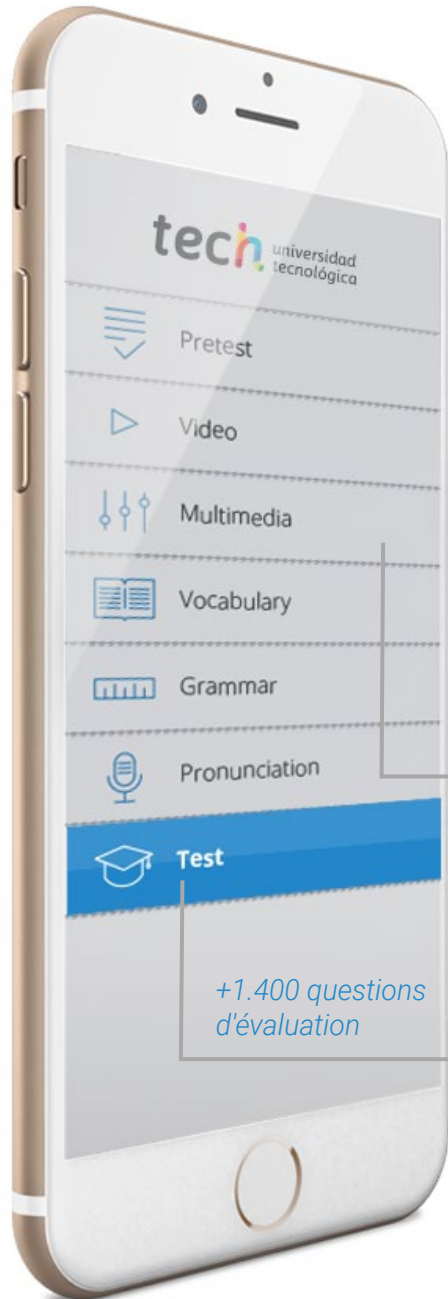 tech universidad
tecnológica
Pretest
Video
Multimedia
Vocabulary
Grammar
Pronunciation
Test
+1.400 questions
d'évaluation